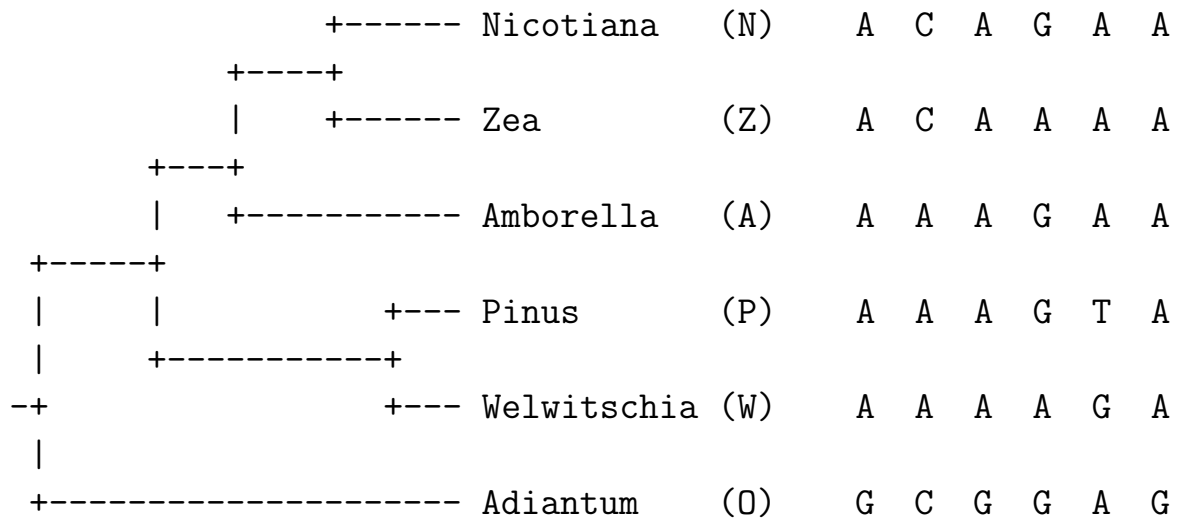 Nicotiana (N) A C A G A A
Zea (Z) A C A A A A
Amborella (A) A A A G A A
Pinus (P) A A A G T A
Welwitschia (W) A A A A G A
Adiantum (O) G C G G A G